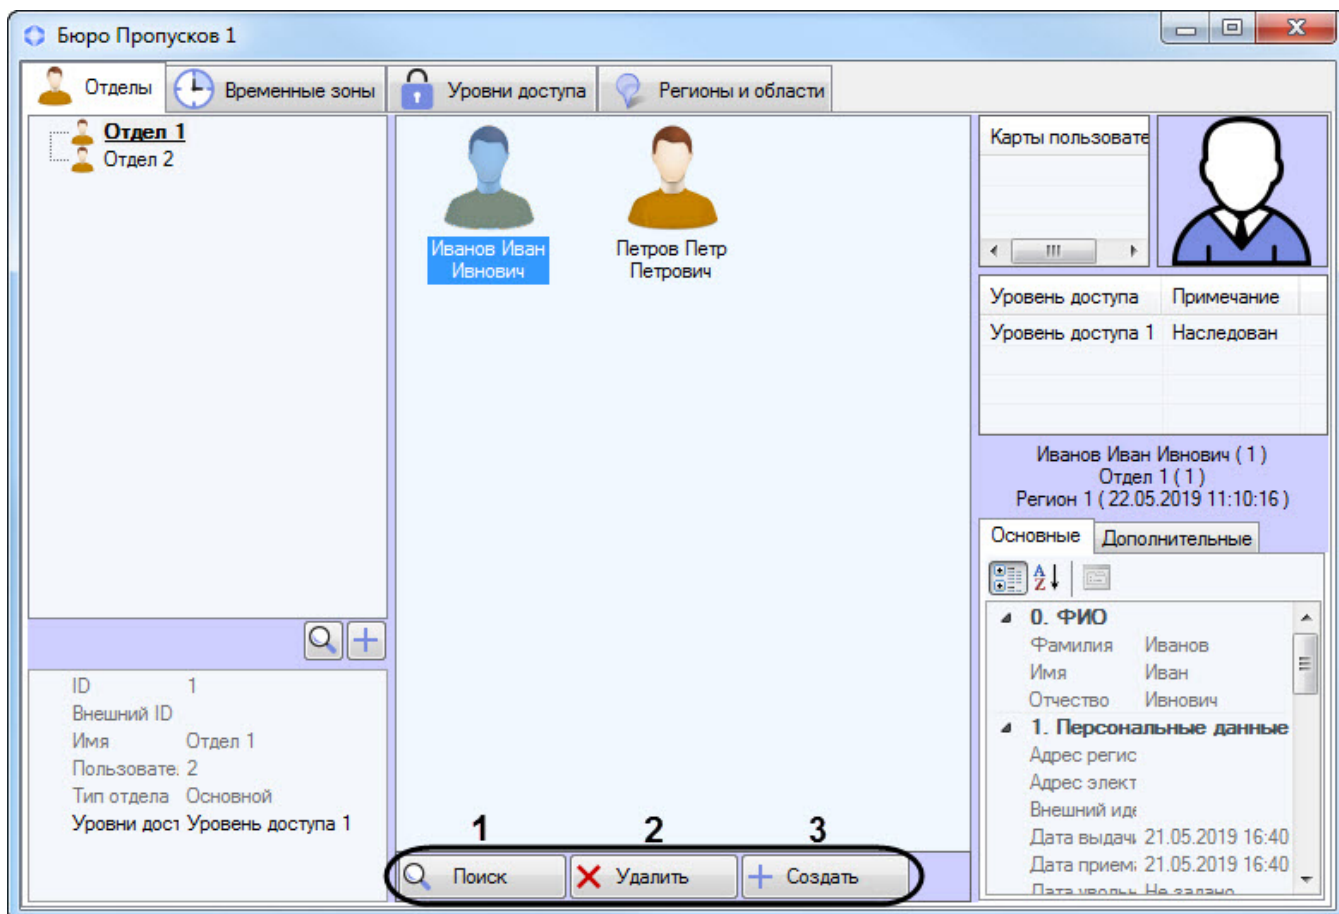 Бюро Пропусков 1
Отделы
Временные зоны
Уровни доступа
Регионы и области
Отдел 1
Отдел 2
Иванов Иван
Ивнович
Петров Петр
Петрович
Карты пользовате
Уровень доступа Примечание
Уровень доступа 1 Наследован
Иванов Иван Ивнович ( 1 )
Отдел 1 ( 1 )
Регион 1 ( 22.05.2019 11:10:16 )
Основные Дополнительные
A
Z
0. ФИО
Фамилия Иванов
Имя Иван
Отчество Ивнович
1. Персональные данные
Адрес регис
Адрес элект
Внешний иде
Дата выдачи 21.05.2019 16:40
Дата прием 21.05.2019 16:40
Дата уволь Не задано
ID 1
Внешний ID
Имя Отдел 1
Пользовате. 2
Тип отдела Основной
Уровни дост Уровень доступа 1
1 2 3
Поиск Удалить Создать